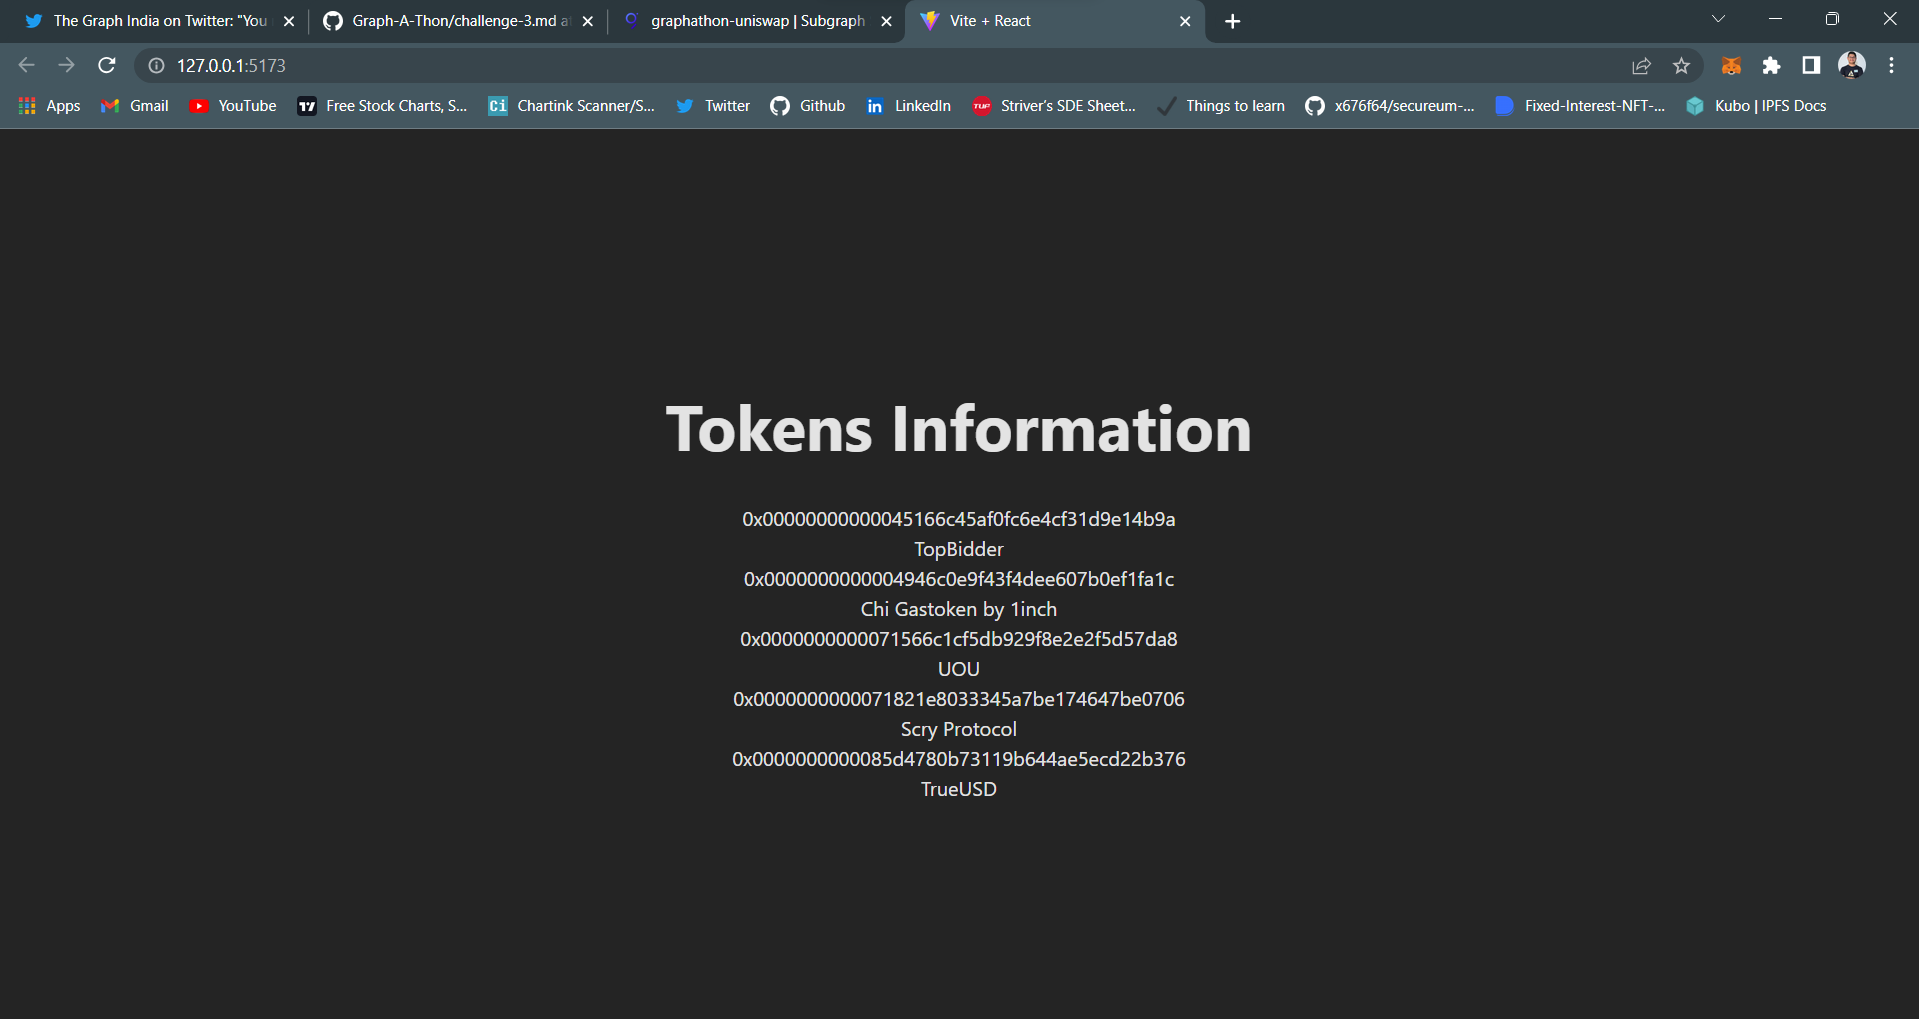 The Graph India on Twitter: "You
Graph-A-Thon/challenge-3.md a
graphathon-uniswap | Subgraph
Vite + React
127.0.0.1:5173
Apps
Gmail
YouTube
Free Stock Charts, S...
Chartink Scanner/S...
Twitter
Github
LinkedIn
Striver's SDE Sheet...
Things to learn
x676f64/secureum-...
Fixed-Interest-NFT-...
Kubo | IPFS Docs
Tokens Information
0x00000000000045166c45af0fc6e4cf31d9e14b9a
TopBidder
0x0000000000004946c0e9f43f4dee607b0ef1fa1c
Chi Gastoken by 1inch
0x0000000000071566c1cf5db929f8e2e2f5d57da8
UOU
0x0000000000071821e8033345a7be174647be0706
Scry Protocol
0x0000000000085d4780b73119b644ae5ecd22b376
TrueUSD